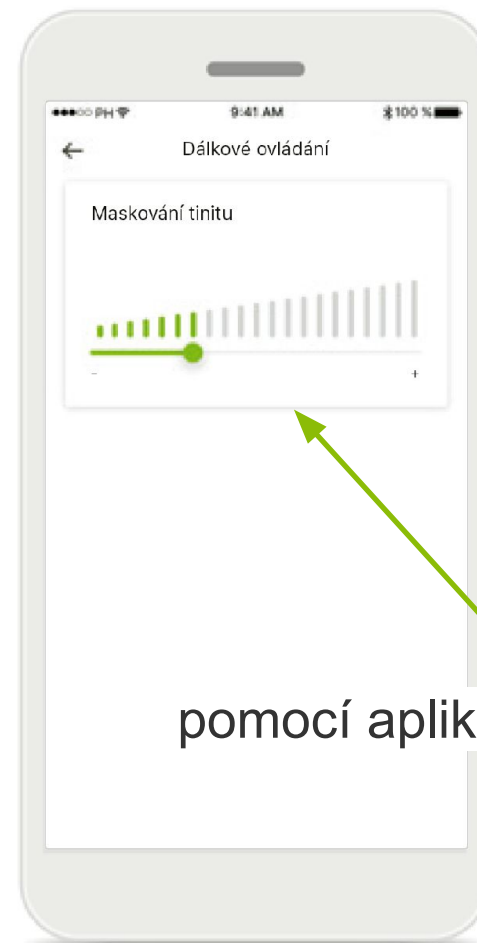 ●●●○○ PH 9:41 AM 100 %
← Dálkové ovládání
Maskování tinitu
- +
pomocí aplik